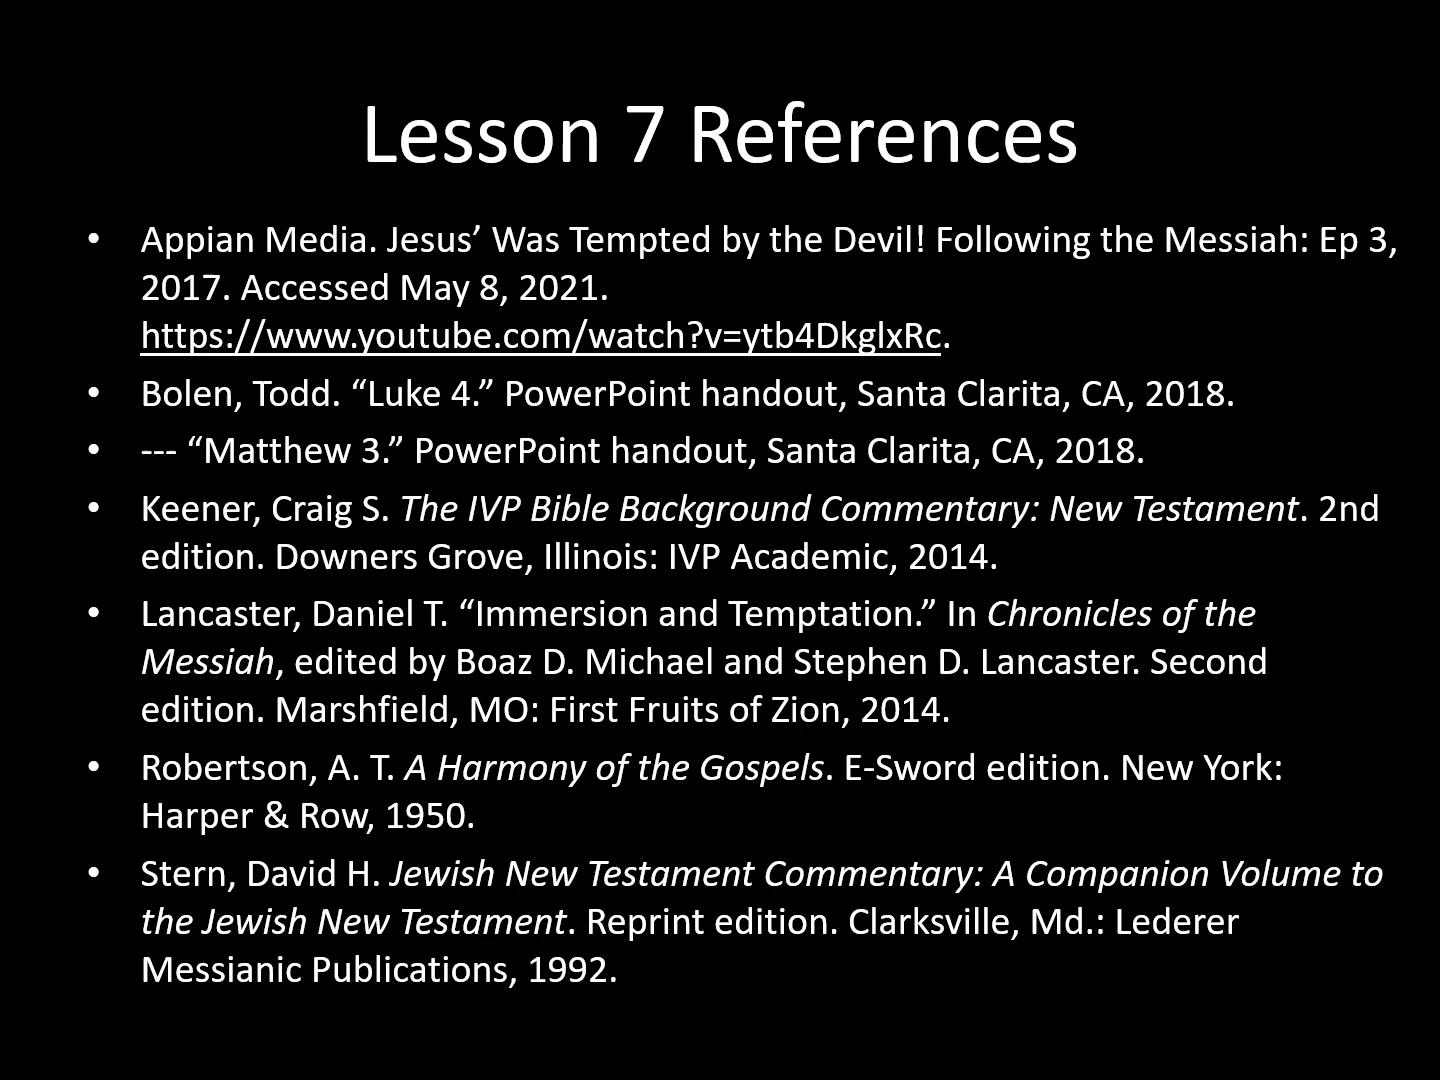 Lesson 7 References
• Appian Media. Jesus’ Was Tempted by the Devil! Following the Messiah: Ep 3,
2017. Accessed May 8, 2021.
https://www.youtube.com/watch?v=ytb4DkglxRc.
• Bolen, Todd. “Luke 4.” PowerPoint handout, Santa Clarita, CA, 2018.
• --- “Matthew 3.” PowerPoint handout, Santa Clarita, CA, 2018.
• Keener, Craig S. The IVP Bible Background Commentary: New Testament. 2nd
edition. Downers Grove, Illinois: IVP Academic, 2014.
• Lancaster, Daniel T. “Immersion and Temptation.” In Chronicles of the
Messiah, edited by Boaz D. Michael and Stephen D. Lancaster. Second
edition. Marshfield, MO: First Fruits of Zion, 2014.
• Robertson, A. T. A Harmony of the Gospels. E-Sword edition. New York:
Harper & Row, 1950.
• Stern, David H. Jewish New Testament Commentary: A Companion Volume to
the Jewish New Testament. Reprint edition. Clarksville, Md.: Lederer
Messianic Publications, 1992.